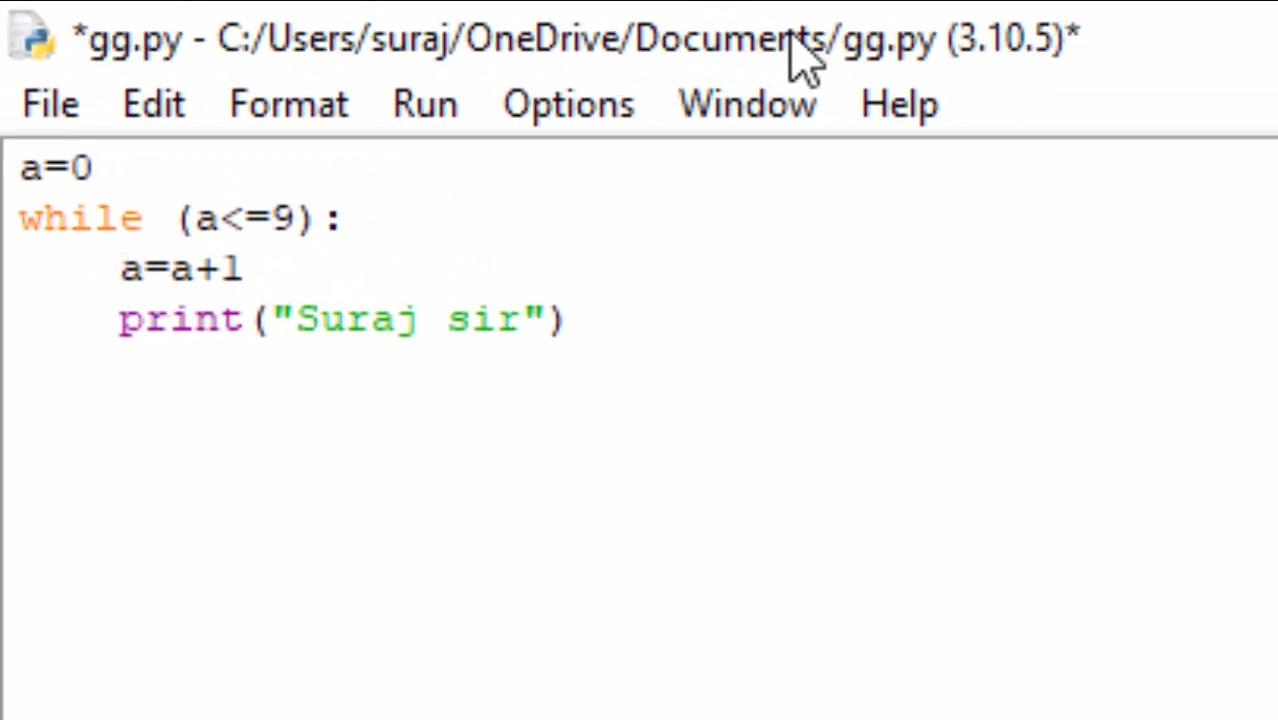 *gg.py - C:/Users/suraj/OneDrive/Documents/gg.py (3.10.5)*
File Edit Format Run Options Window Help
a=0
while (a<=9):
    a=a+1
    print("Suraj sir")